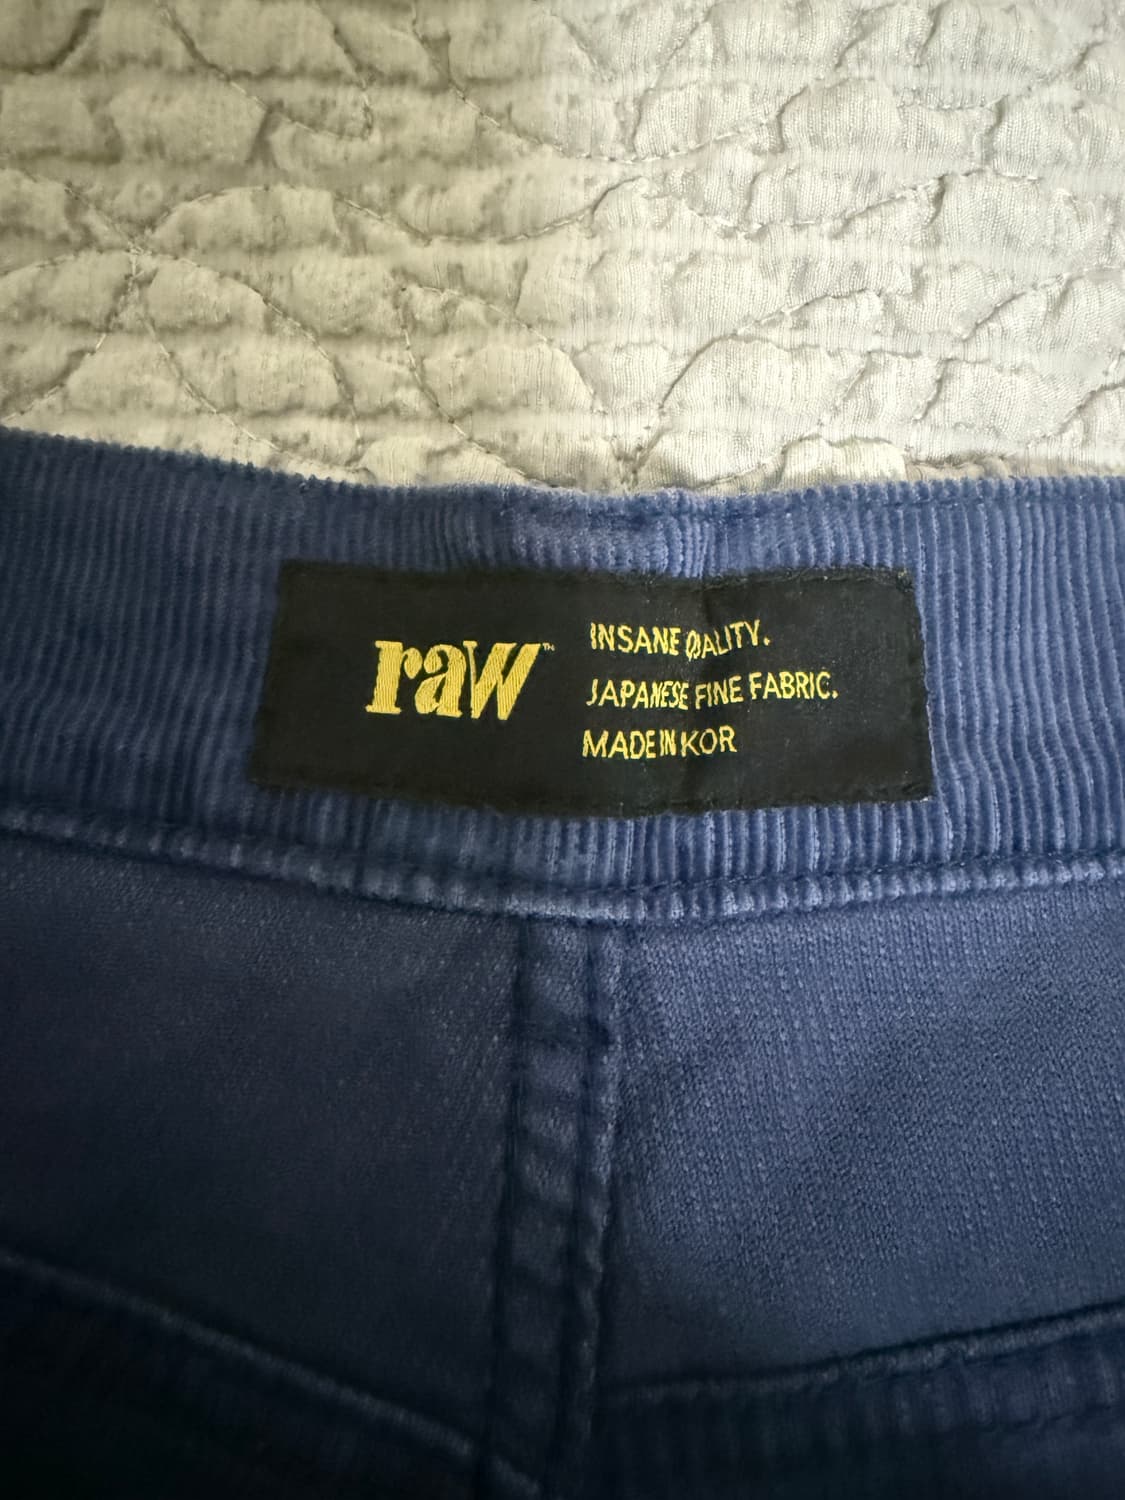 raw™
INSANE QUALITY.
JAPANESE FINE FABRIC.
MADE IN KOR